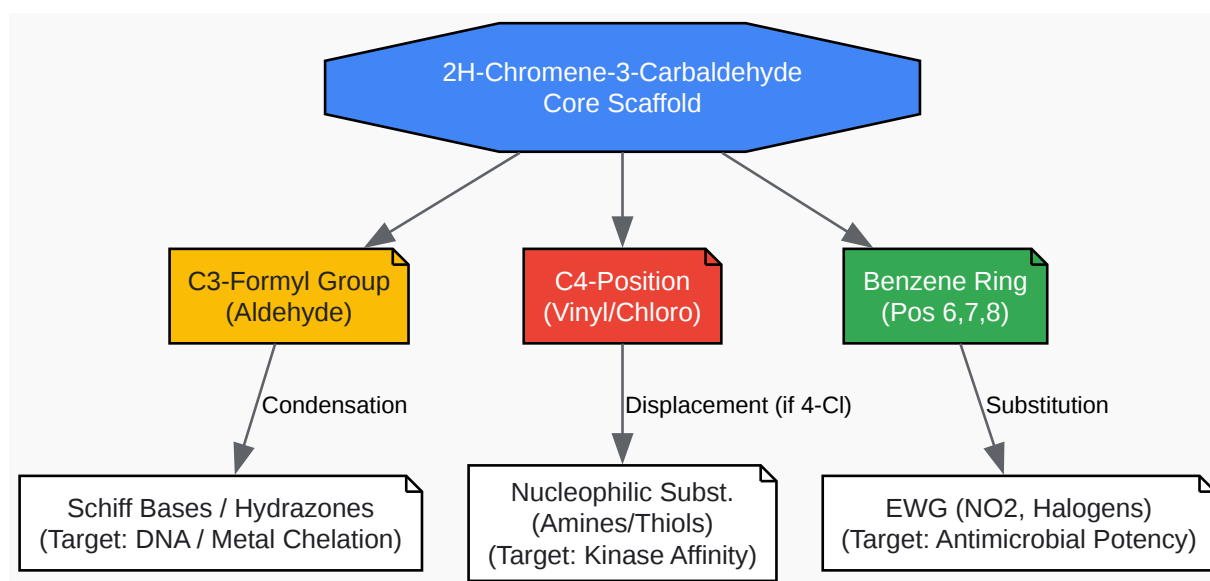 2H-Chromene-3-Carbaldehyde
Core Scaffold
C3-Formyl Group
(Aldehyde)
C4-Position
(Vinyl/Chloro)
Benzene Ring
(Pos 6,7,8)
Condensation
Displacement (if 4-Cl)
Substitution
Schiff Bases / Hydrazones
(Target: DNA / Metal Chelation)
Nucleophilic Subst.
(Amines/Thiols)
(Target: Kinase Affinity)
EWG (NO2, Halogens)
(Target: Antimicrobial Potency)